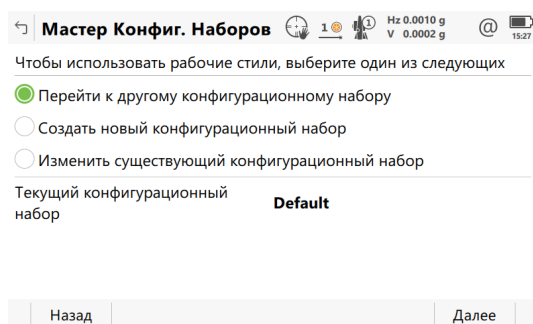 Мастер Конфиг. Наборов 1 1 Hz 0.0010 g
V 0.0002 g @ 15:27
Чтобы использовать рабочие стили, выберите один из следующих
Перейти к другому конфигурационному набору
Создать новый конфигурационный набор
Изменить существующий конфигурационный набор
Текущий конфигурационный
набор Default
Назад Далее